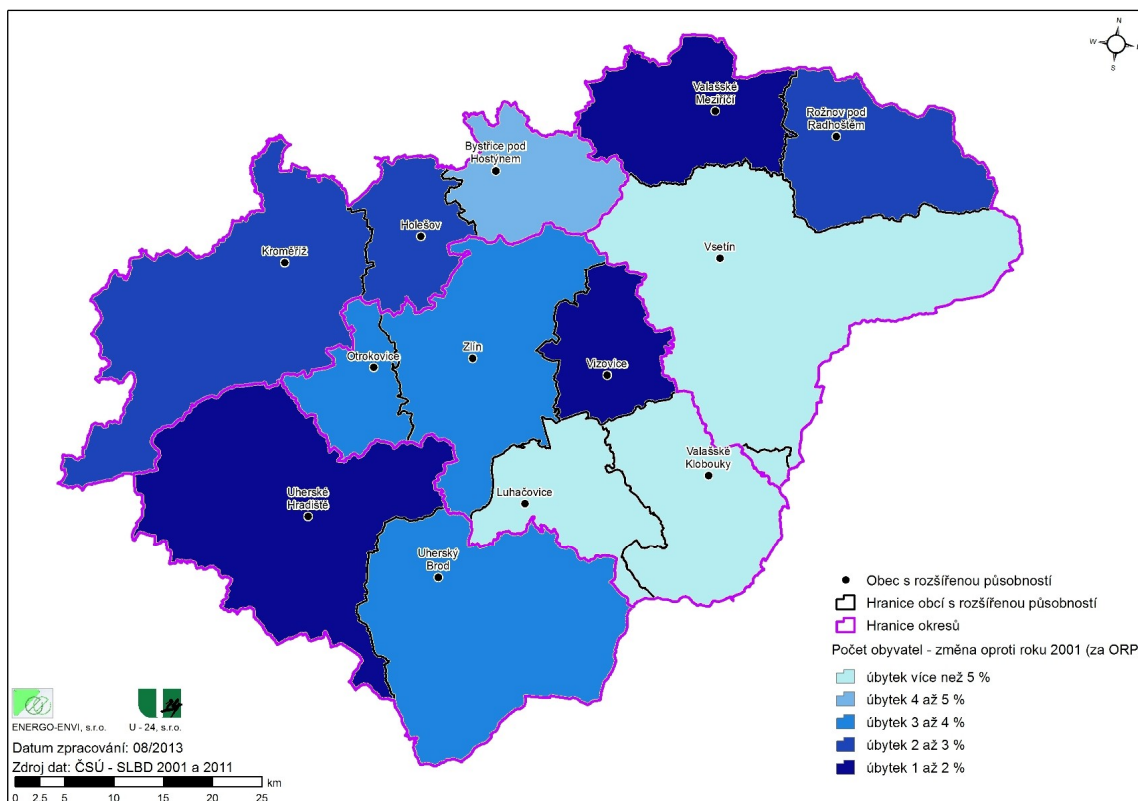 N
W
E
S
Valašské
Meziříčí
Rožnov pod
Radhoštěm
Bystřice pod
Hostýnem
Holešov
Kroměříž
Vsetín
Otrokovice
Zlín
Vizovice
Valašské
Klobouky
Luhačovice
Uherské
Hradiště
Uherský
Brod
Obec s rozšířenou působností
Hranice obcí s rozšířenou působností
Hranice okresů
Počet obyvatel - změna oproti roku 2001 (za ORP
úbytek více než 5 %
úbytek 4 až 5 %
úbytek 3 až 4 %
úbytek 2 až 3 %
úbytek 1 až 2 %
ENERGO-ENVI, s.r.o. U - 24, s.r.o.
Datum zpracování: 08/2013
Zdroj dat: ČSÚ - SLBD 2001 a 2011
km
0 2,5 5 10 15 20 25